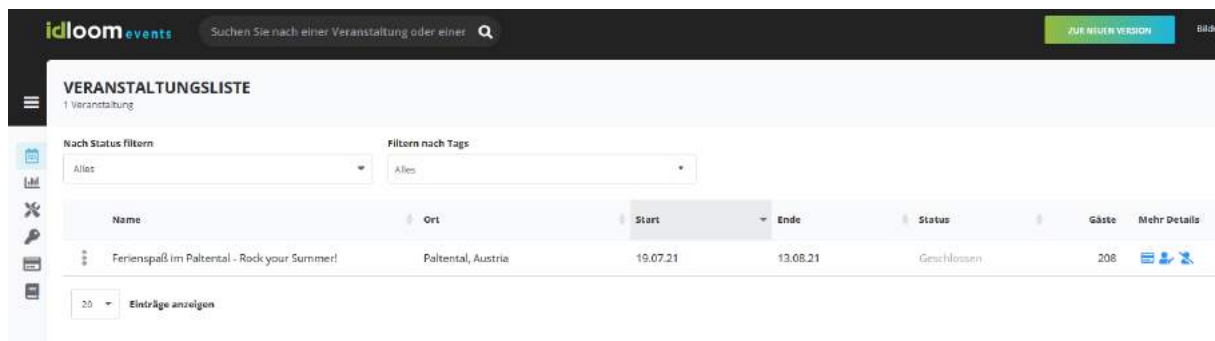 idloom events
Suchen Sie nach einer Veranstaltung oder einer
ZUR NEUEN VERSION
VERANSTALTUNGSLISTE
1 Veranstaltung
Nach Status filtern Filtern nach Tags
Alles Alles
Name Ort Start Ende Status Gäste Mehr Details
Ferienspaß im Paltental - Rock your Summer! Paltental, Austria 19.07.21 13.08.21 Geschlossen 208
20 Einträge anzeigen